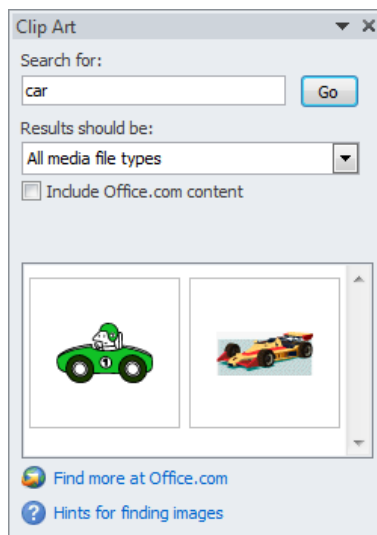 Clip Art
Search for:
car
Go
Results should be:
All media file types
Include Office.com content
1
Find more at Office.com
? Hints for finding images